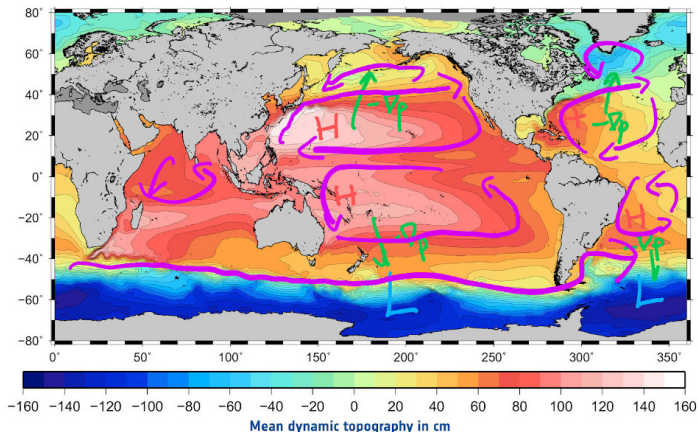 80°
60°
40°
20°
0°
−20°
−40°
−60°
−80°
H
−∇p
H
−∇p
H
−∇p
L
H
−∇p
L
0° 50° 100° 150° 200° 250° 300° 350°
−160 −140 −120 −100 −80 −60 −40 −20 0 20 40 60 80 100 120 140 160
Mean dynamic topography in cm